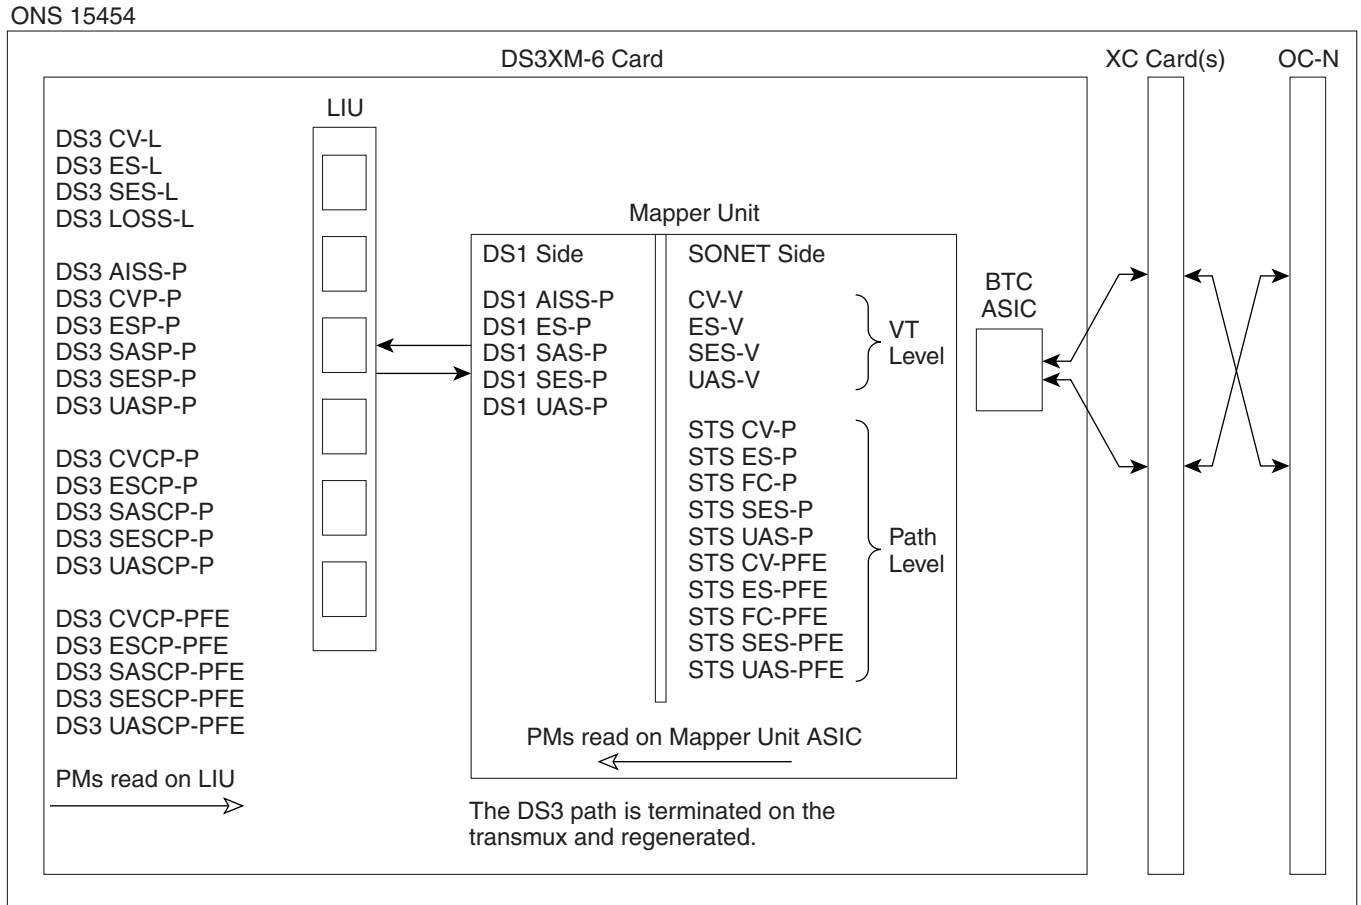 ONS 15454
DS3XM-6 Card
XC Card(s)
OC-N
LIU
DS3 CV-L
DS3 ES-L
DS3 SES-L
DS3 LOSS-L
DS3 AISS-P
DS3 CVP-P
DS3 ESP-P
DS3 SASP-P
DS3 SESP-P
DS3 UASP-P
DS3 CVCP-P
DS3 ESCP-P
DS3 SASCP-P
DS3 SESCP-P
DS3 UASCP-P
DS3 CVCP-PFE
DS3 ESCP-PFE
DS3 SASCP-PFE
DS3 SESCP-PFE
DS3 UASCP-PFE
PMs read on LIU
Mapper Unit
DS1 Side
DS1 AISS-P
DS1 ES-P
DS1 SAS-P
DS1 SES-P
DS1 UAS-P
SONET Side
CV-V
ES-V
SES-V
UAS-V
VT
Level
STS CV-P
STS ES-P
STS FC-P
STS SES-P
STS UAS-P
STS CV-PFE
STS ES-PFE
STS FC-PFE
STS SES-PFE
STS UAS-PFE
Path
Level
PMs read on Mapper Unit ASIC
The DS3 path is terminated on the
transmux and regenerated.
BTC
ASIC